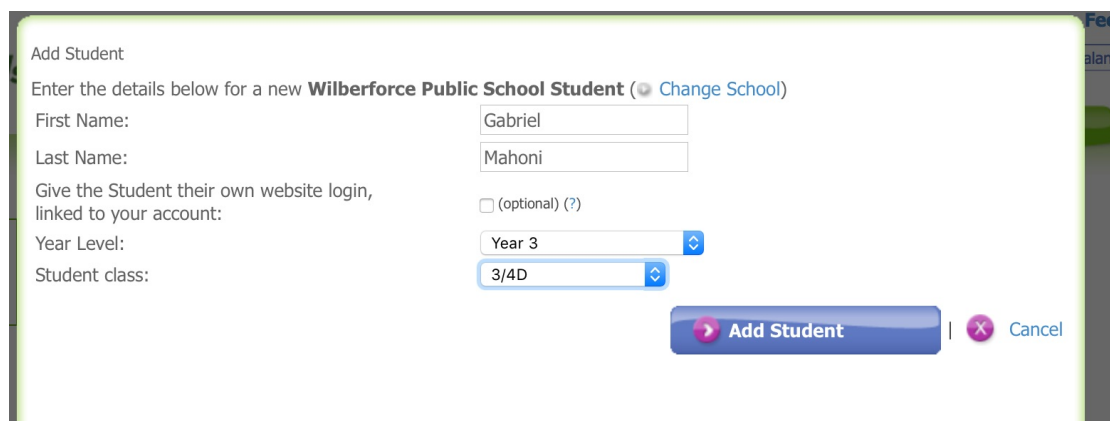 Add Student
Enter the details below for a new Wilberforce Public School Student ( Change School)
First Name: Gabriel
Last Name: Mahoni
Give the Student their own website login,
linked to your account: (optional) (?)
Year Level: Year 3
Student class: 3/4D
Add Student | X Cancel